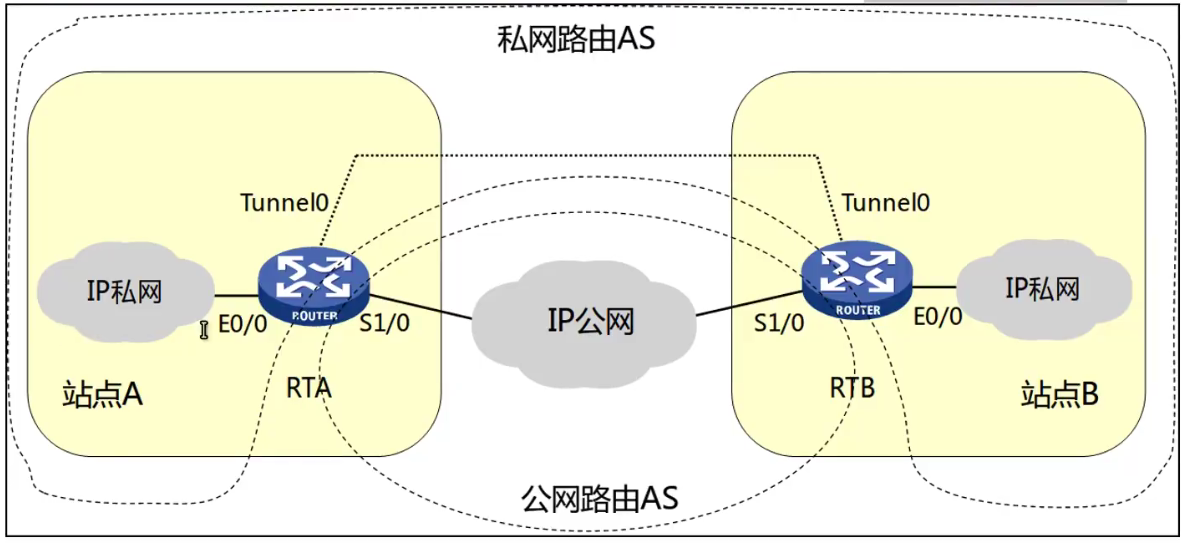 私网路由AS
Tunnel0
Tunnel0
IP私网
IP公网
IP私网
ROUTER
ROUTER
E0/0
S1/0
S1/0
E0/0
站点A
RTA
RTB
站点B
公网路由AS